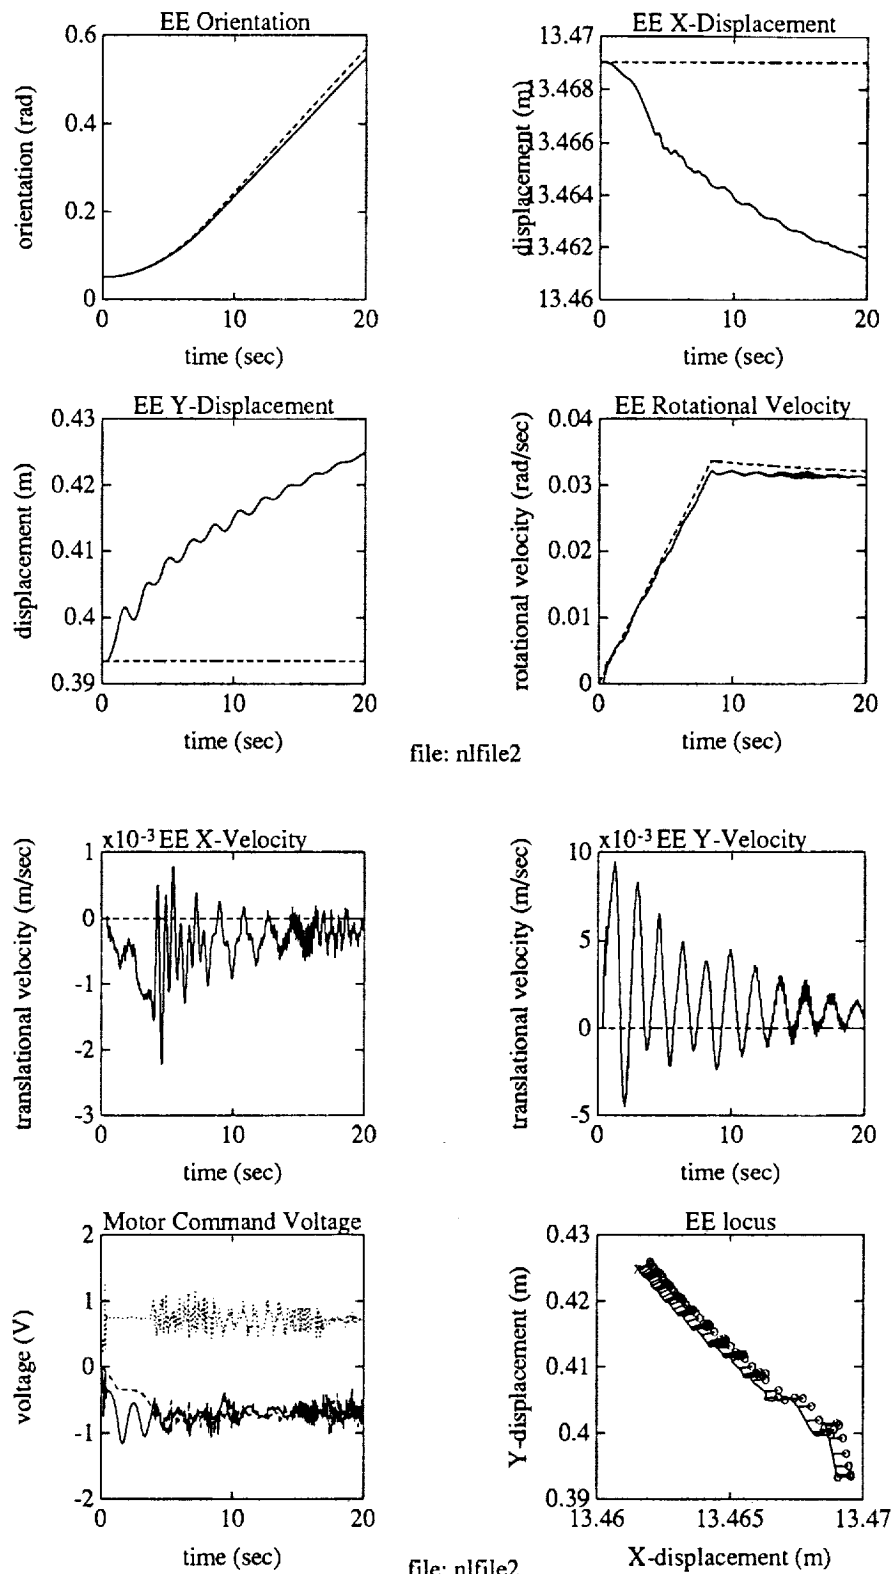 EE Orientation
0.6
0.4
0.2
0
0
10
20
orientation (rad)
time (sec)
EE X-Displacement
13.47
13.468
13.466
13.464
13.462
13.46
0
10
20
displacement (m)
time (sec)
EE Y-Displacement
0.43
0.42
0.41
0.4
0.39
0
10
20
displacement (m)
time (sec)
EE Rotational Velocity
0.04
0.03
0.02
0.01
0
0
10
20
rotational velocity (rad/sec)
time (sec)
file: nlfile2
x10-3 EE X-Velocity
1
0
-1
-2
-3
0
10
20
translational velocity (m/sec)
time (sec)
x10-3 EE Y-Velocity
10
5
0
-5
0
10
20
translational velocity (m/sec)
time (sec)
Motor Command Voltage
2
1
0
-1
-2
0
10
20
voltage (V)
time (sec)
EE locus
0.43
0.42
0.41
0.4
0.39
13.46
13.465
13.47
Y-displacement (m)
X-displacement (m)
file: nlfile2